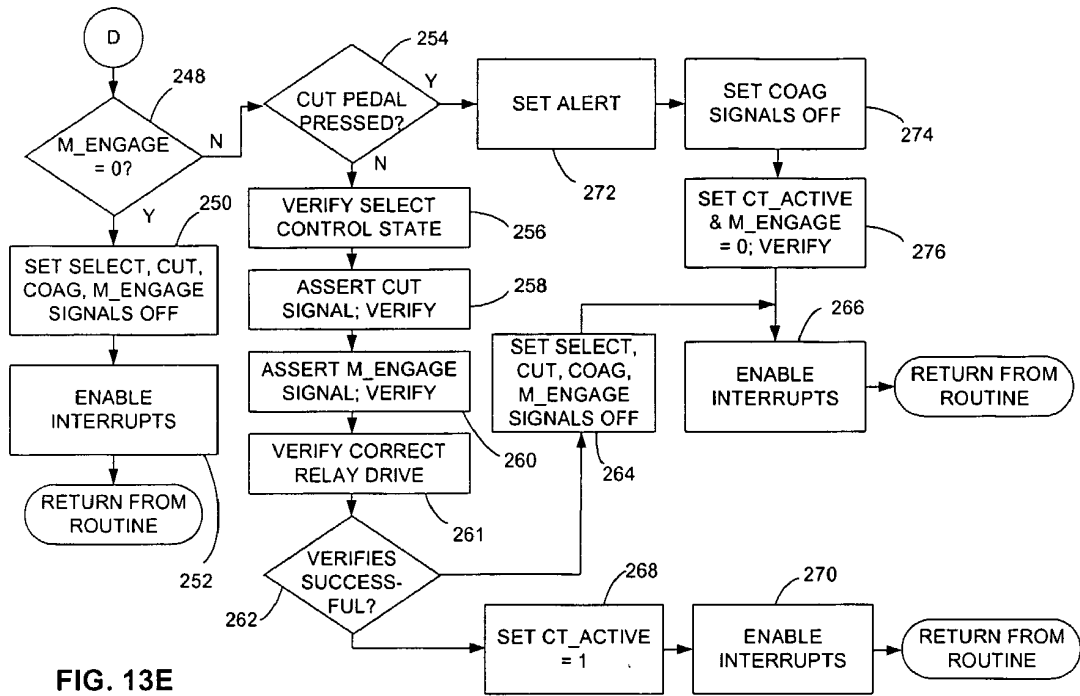 D
248
M_ENGAGE
= 0?
N
Y
250
SET SELECT, CUT,
COAG, M_ENGAGE
SIGNALS OFF
ENABLE
INTERRUPTS
RETURN FROM
ROUTINE
252
254
CUT PEDAL
PRESSED?
Y
N
VERIFY SELECT
CONTROL STATE
256
ASSERT CUT
SIGNAL; VERIFY
258
ASSERT M_ENGAGE
SIGNAL; VERIFY
260
VERIFY CORRECT
RELAY DRIVE
261
VERIFIES
SUCCESS-
FUL?
262
SET ALERT
272
SET COAG
SIGNALS OFF
274
SET CT_ACTIVE
& M_ENGAGE
= 0; VERIFY
276
SET SELECT,
CUT, COAG,
M_ENGAGE
SIGNALS OFF
264
266
ENABLE
INTERRUPTS
RETURN FROM
ROUTINE
268
SET CT_ACTIVE
= 1
270
ENABLE
INTERRUPTS
RETURN FROM
ROUTINE
FIG. 13E